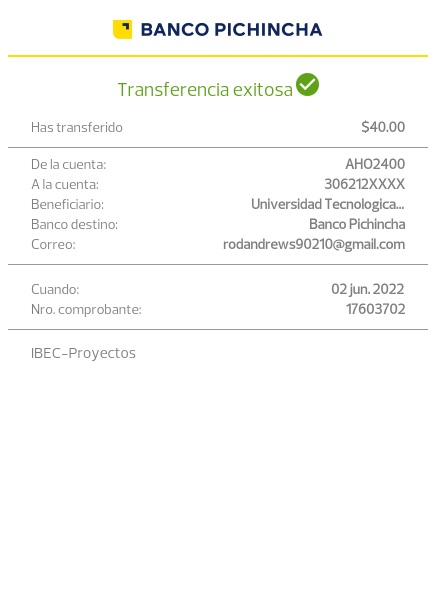 BANCO PICHINCHA
Transferencia exitosa
Has transferido $40.00
De la cuenta: AHO2400
A la cuenta: 306212XXXX
Beneficiario: Universidad Tecnologica...
Banco destino: Banco Pichincha
Correo: rodandrews90210@gmail.com
Cuando: 02 jun. 2022
Nro. comprobante: 17603702
IBEC-Proyectos